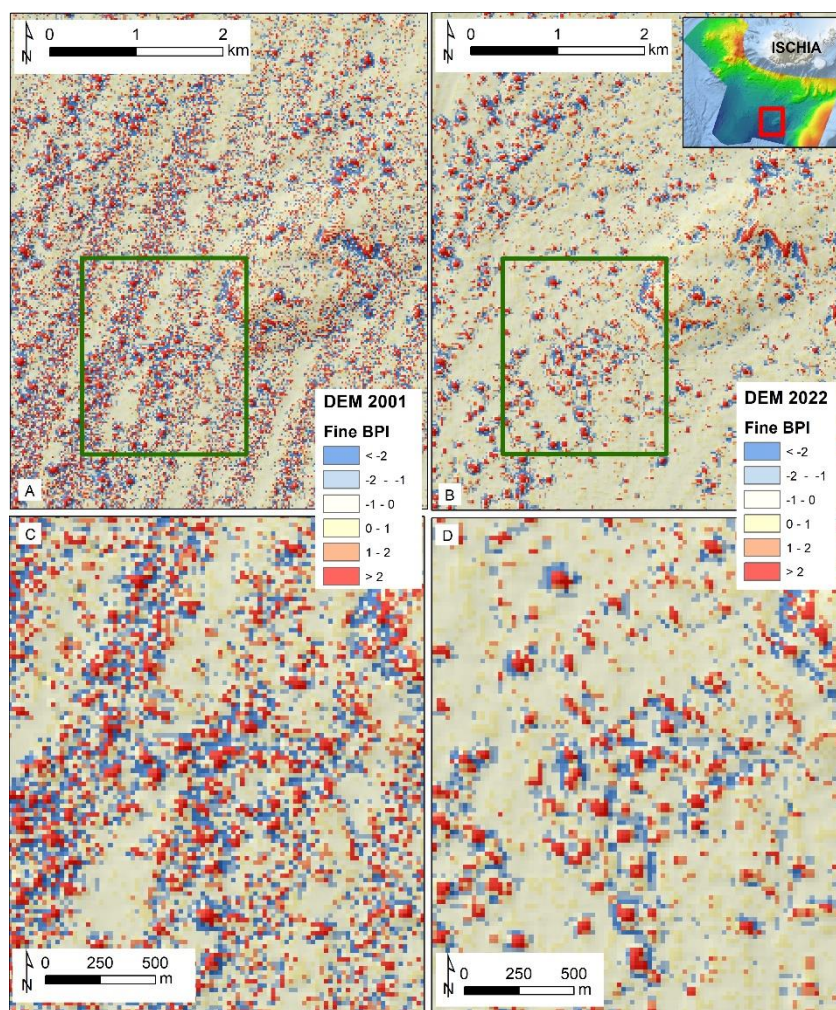 0 1 2
km
N
0 1 2
km
N
ISCHIA
A
B
DEM 2001
Fine BPI
< -2
-2 - -1
-1 - 0
0 - 1
1 - 2
> 2
DEM 2022
Fine BPI
< -2
-2 - -1
-1 - 0
0 - 1
1 - 2
> 2
C
D
0 250 500
m
N
0 250 500
m
N